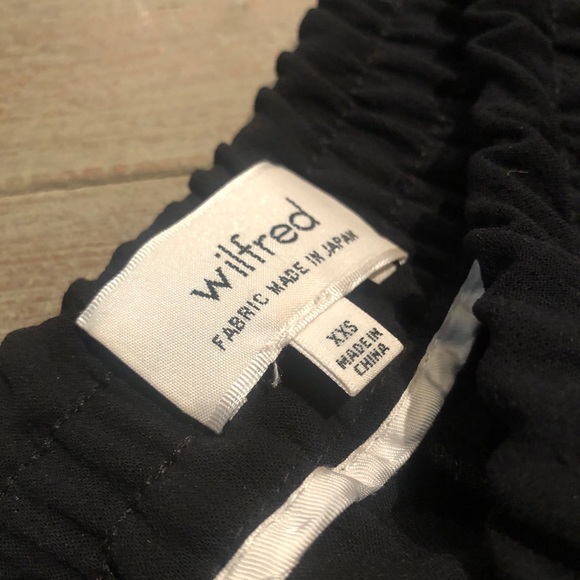 wilfred
FABRIC MADE IN JAPAN
XXS
MADE IN
CHINA